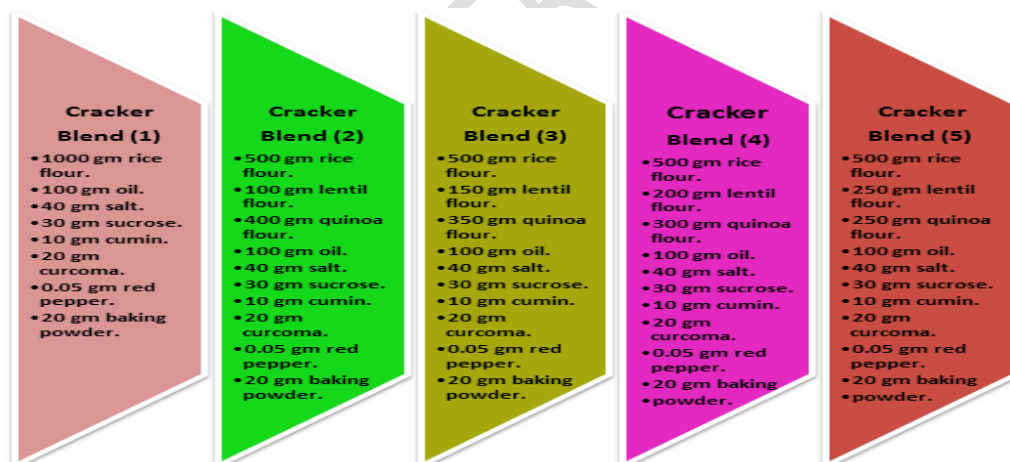 Cracker
Blend (1)
•1000 gm rice
flour.
•100 gm oil.
•40 gm salt.
•30 gm sucrose.
•10 gm cumin.
•20 gm
curcoma.
•0.05 gm red
pepper.
•20 gm baking
powder.
Cracker
Blend (2)
•500 gm rice
flour.
•100 gm lentil
flour.
•400 gm quinoa
flour.
•100 gm oil.
•40 gm salt.
•30 gm sucrose.
•10 gm cumin.
•20 gm
curcoma.
•0.05 gm red
pepper.
•20 gm baking
powder.
Cracker
Blend (3)
•500 gm rice
flour.
•150 gm lentil
flour.
•350 gm quinoa
flour.
•100 gm oil.
•40 gm salt.
•30 gm sucrose.
•10 gm cumin.
•20 gm
curcoma.
•0.05 gm red
pepper.
•20 gm baking
powder.
Cracker
Blend (4)
•500 gm rice
flour.
•200 gm lentil
flour.
•300 gm quinoa
flour.
•100 gm oil.
•40 gm salt.
•30 gm sucrose.
•10 gm cumin.
•20 gm
curcoma.
•0.05 gm red
pepper.
•20 gm baking
•powder.
Cracker
Blend (5)
•500 gm rice
flour.
•250 gm lentil
flour.
•250 gm quinoa
flour.
•100 gm oil.
•40 gm salt.
•30 gm sucrose.
•10 gm cumin.
•20 gm
curcoma.
•0.05 gm red
pepper.
•20 gm baking
•powder.